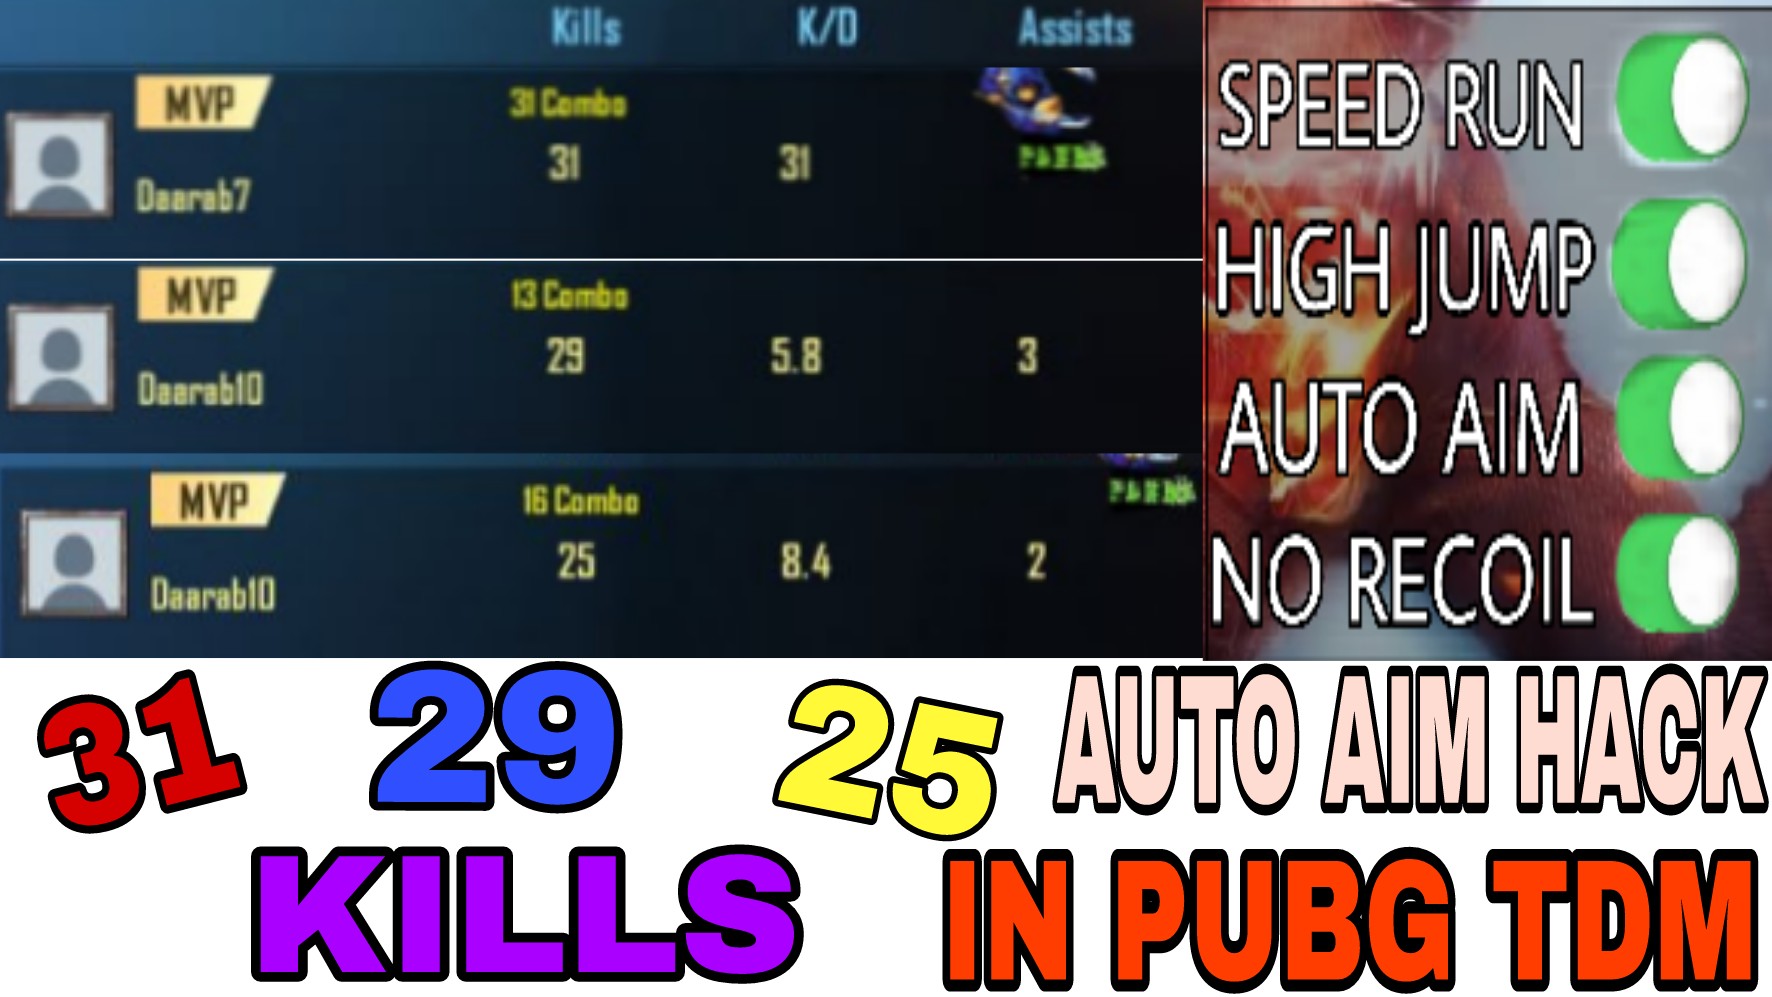 Kills K/D Assists
MVP
31 Combo
31 31
Daarab7
MVP
13 Combo
29 5.8 3
Daarab10
MVP
16 Combo
25 8.4 2
Daarab10
SPEED RUN
HIGH JUMP
AUTO AIM
NO RECOIL
31 29 25
KILLS
AUTO AIM HACK
IN PUBG TDM